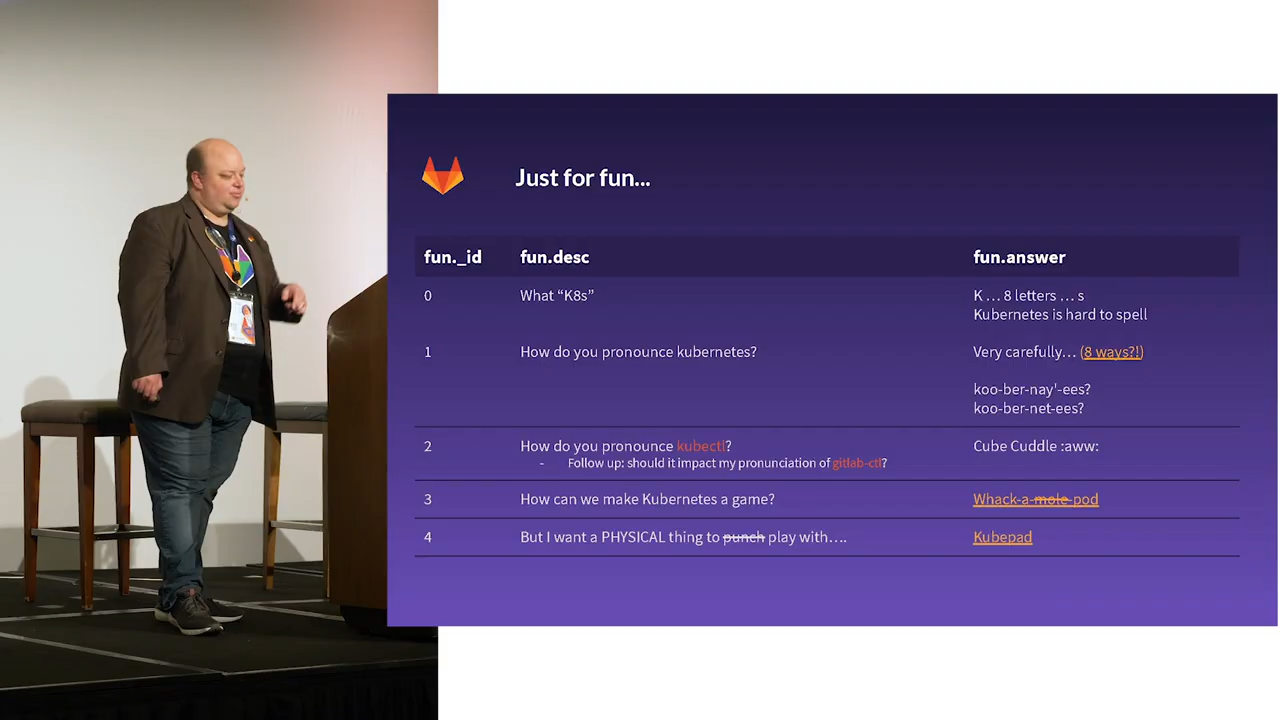 Just for fun...
fun._id fun.desc fun.answer
0 What “K8s” K … 8 letters … s
Kubernetes is hard to spell
1 How do you pronounce kubernetes? Very carefully… (8 ways?!)
koo-ber-nay'-ees?
koo-ber-net-ees?
2 How do you pronounce kubectl? Cube Cuddle :aww:
- Follow up: should it impact my pronunciation of gitlab-ctl?
3 How can we make Kubernetes a game? Whack-a-mole-pod
4 But I want a PHYSICAL thing to punch play with…. Kubepad